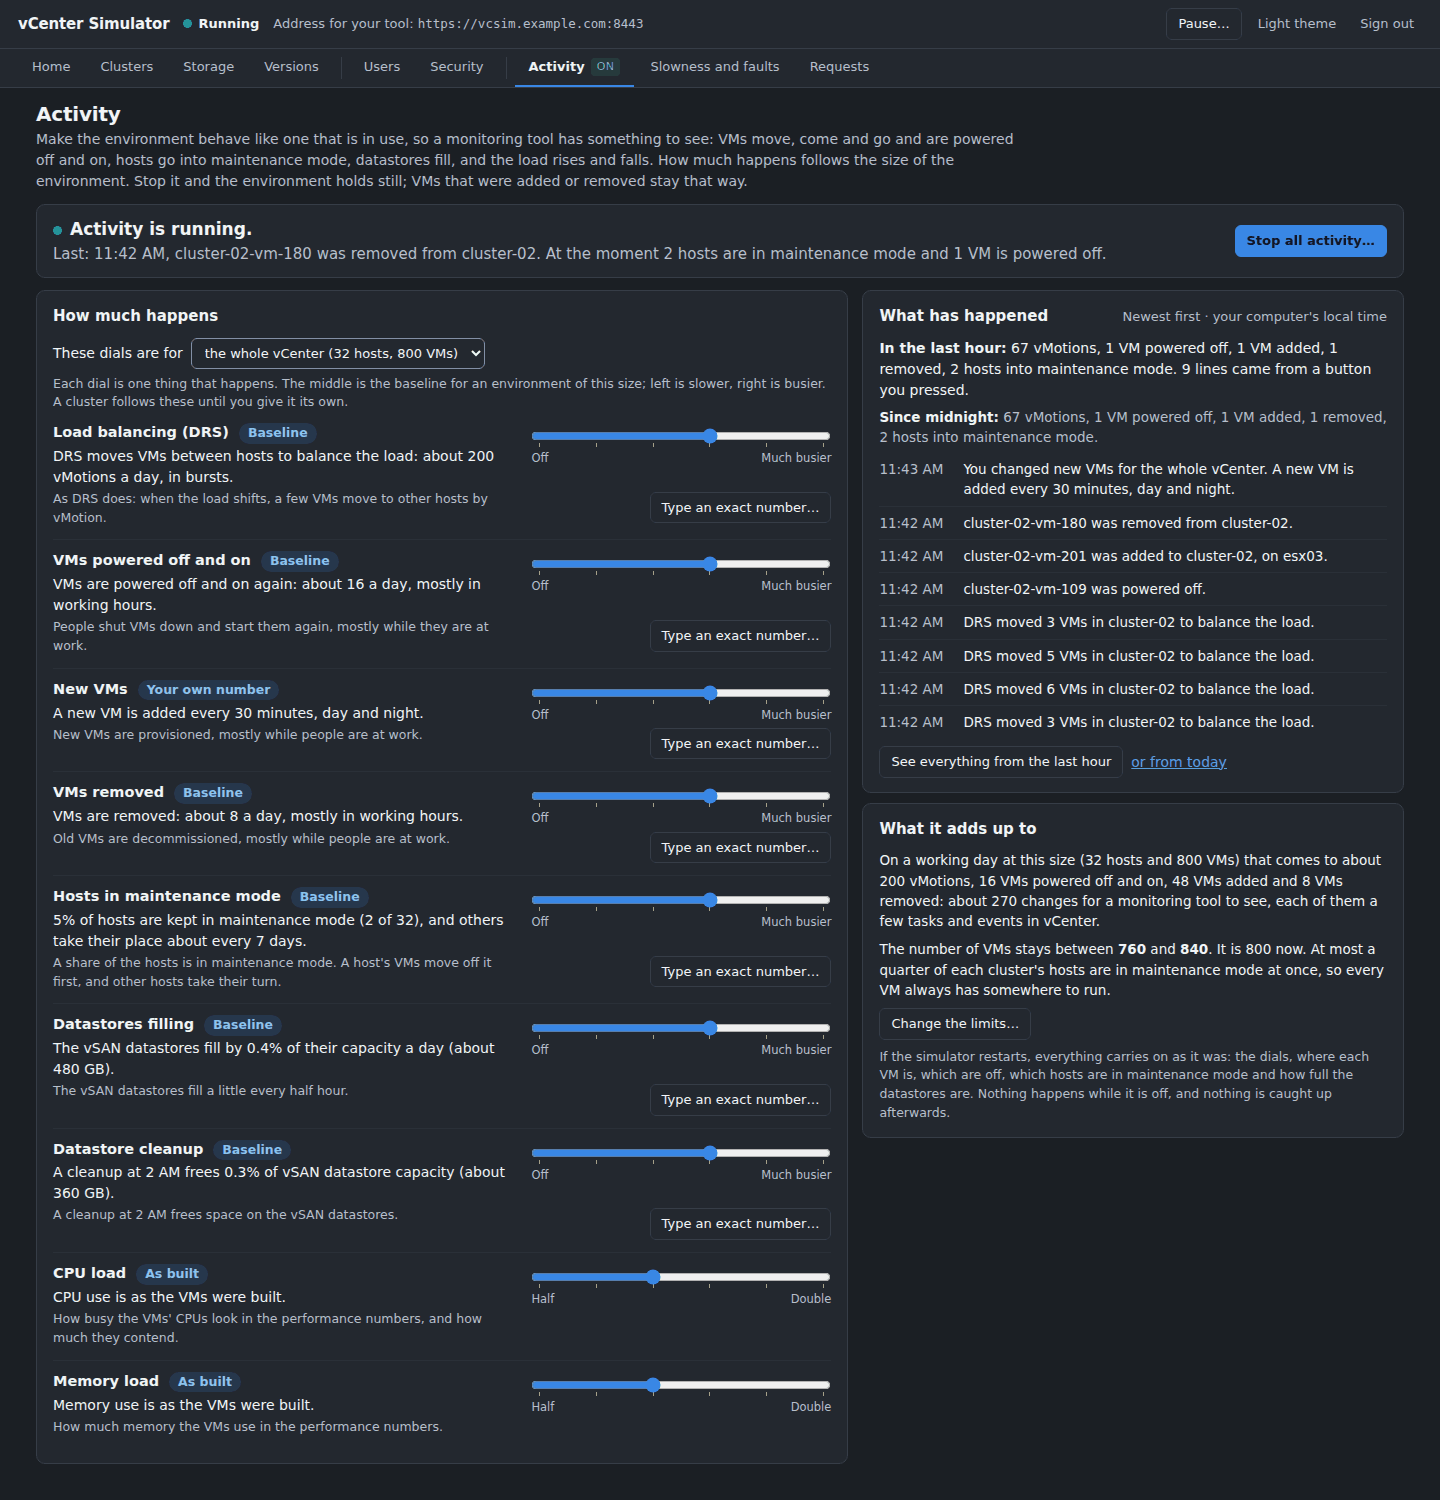 vCenter Simulator Running Address for your tool: https://vcsim.example.com:8443 Pause... Light theme Sign out
Home Clusters Storage Versions Users Security Activity ON Slowness and faults Requests
Activity
Make the environment behave like one that is in use, so a monitoring tool has something to see: VMs move, come and go and are powered
off and on, hosts go into maintenance mode, datastores fill, and the load rises and falls. How much happens follows the size of the
environment. Stop it and the environment holds still; VMs that were added or removed stay that way.
Activity is running.
Last: 11:42 AM, cluster-02-vm-180 was removed from cluster-02. At the moment 2 hosts are in maintenance mode and 1 VM is powered off.
Stop all activity...
How much happens
These dials are for the whole vCenter (32 hosts, 800 VMs)
Each dial is one thing that happens. The middle is the baseline for an environment of this size; left is slower, right is busier.
A cluster follows these until you give it its own.
Load balancing (DRS) Baseline
DRS moves VMs between hosts to balance the load: about 200
vMotions a day, in bursts.
As DRS does: when the load shifts, a few VMs move to other hosts by
vMotion.
Off Much busier
Type an exact number...
VMs powered off and on Baseline
VMs are powered off and on again: about 16 a day, mostly in
working hours.
People shut VMs down and start them again, mostly while they are at
work.
Off Much busier
Type an exact number...
New VMs Your own number
A new VM is added every 30 minutes, day and night.
New VMs are provisioned, mostly while people are at work.
Off Much busier
Type an exact number...
VMs removed Baseline
VMs are removed: about 8 a day, mostly in working hours.
Old VMs are decommissioned, mostly while people are at work.
Off Much busier
Type an exact number...
Hosts in maintenance mode Baseline
5% of hosts are kept in maintenance mode (2 of 32), and others
take their place about every 7 days.
A share of the hosts is in maintenance mode. A host's VMs move off it
first, and other hosts take their turn.
Off Much busier
Type an exact number...
Datastores filling Baseline
The vSAN datastores fill by 0.4% of their capacity a day (about
480 GB).
The vSAN datastores fill a little every half hour.
Off Much busier
Type an exact number...
Datastore cleanup Baseline
A cleanup at 2 AM frees 0.3% of vSAN datastore capacity (about
360 GB).
A cleanup at 2 AM frees space on the vSAN datastores.
Off Much busier
Type an exact number...
CPU load As built
CPU use is as the VMs were built.
How busy the VMs' CPUs look in the performance numbers, and how
much they contend.
Half Double
Memory load As built
Memory use is as the VMs were built.
How much memory the VMs use in the performance numbers.
Half Double
What has happened Newest first · your computer's local time
In the last hour: 67 vMotions, 1 VM powered off, 1 VM added, 1
removed, 2 hosts into maintenance mode. 9 lines came from a button
you pressed.
Since midnight: 67 vMotions, 1 VM powered off, 1 VM added, 1 removed,
2 hosts into maintenance mode.
11:43 AM You changed new VMs for the whole vCenter. A new VM is
added every 30 minutes, day and night.
11:42 AM cluster-02-vm-180 was removed from cluster-02.
11:42 AM cluster-02-vm-201 was added to cluster-02, on esx03.
11:42 AM cluster-02-vm-109 was powered off.
11:42 AM DRS moved 3 VMs in cluster-02 to balance the load.
11:42 AM DRS moved 5 VMs in cluster-02 to balance the load.
11:42 AM DRS moved 6 VMs in cluster-02 to balance the load.
11:42 AM DRS moved 3 VMs in cluster-02 to balance the load.
See everything from the last hour or from today
What it adds up to
On a working day at this size (32 hosts and 800 VMs) that comes to about
200 vMotions, 16 VMs powered off and on, 48 VMs added and 8 VMs
removed: about 270 changes for a monitoring tool to see, each of them a
few tasks and events in vCenter.
The number of VMs stays between 760 and 840. It is 800 now. At most a
quarter of each cluster's hosts are in maintenance mode at once, so every
VM always has somewhere to run.
Change the limits...
If the simulator restarts, everything carries on as it was: the dials, where each
VM is, which are off, which hosts are in maintenance mode and how full the
datastores are. Nothing happens while it is off, and nothing is caught up
afterwards.